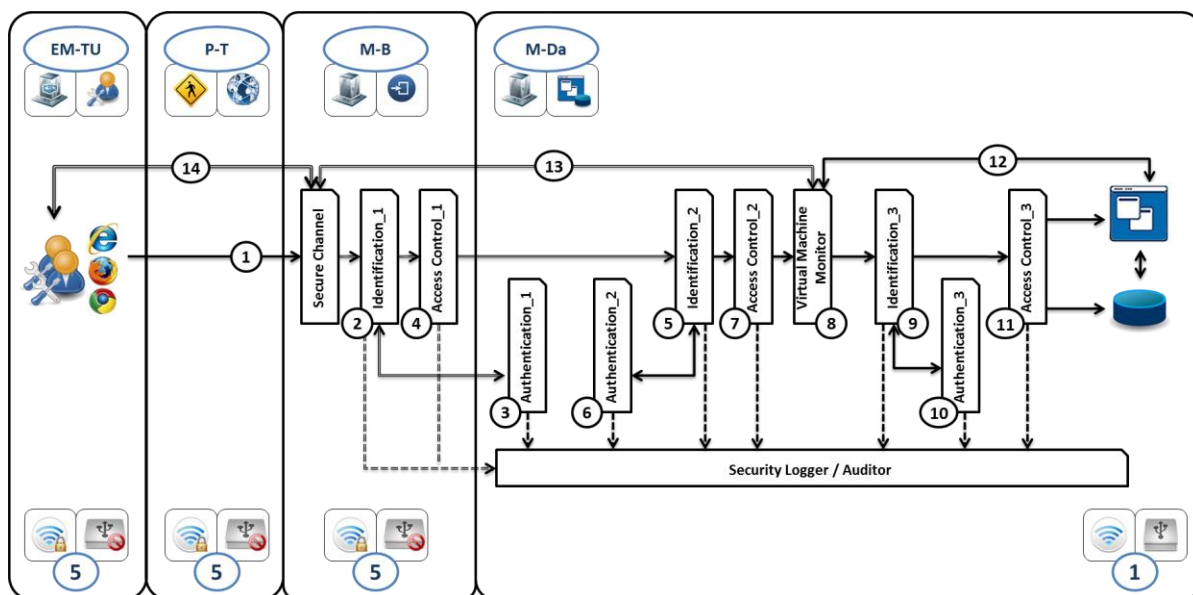 EM-TU
P-T
M-B
M-Da
14
13
12
1
Secure Channel
Identification_1
Access Control_1
Identification_2
Access Control_2
Virtual Machine
Monitor
Identification_3
Access Control_3
2
4
5
7
8
9
11
Authentication_1
Authentication_2
Authentication_3
3
6
10
Security Logger / Auditor
5
5
5
1